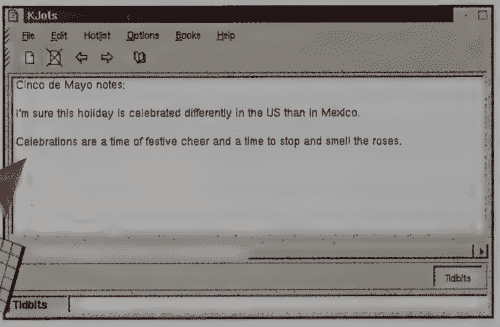 KJots
File Edit Hotlist Options Books Help
Cinco de Mayo notes:
I'm sure this holiday is celebrated differently in the US than in Mexico.
Celebrations are a time of festive cheer and a time to stop and smell the roses.
Tidbits
Tidbits